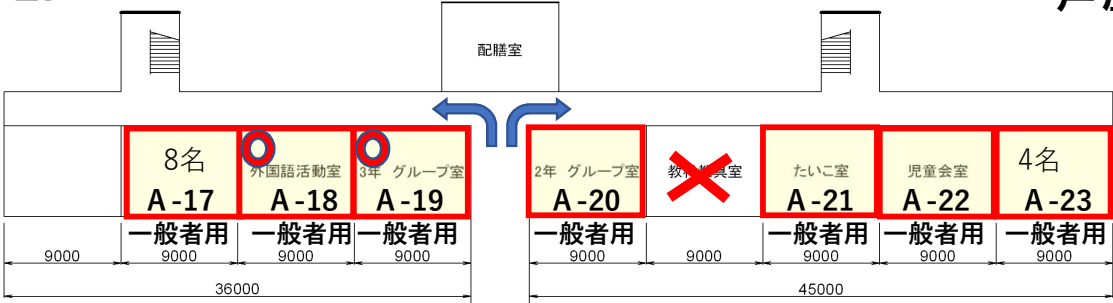 配膳室
8名
外国語活動室
3年 グループ室
2年 グループ室
たいこ室
児童会室
4名
A-17
A-18
A-19
A-20
A-21
A-22
A-23
一般者用
一般者用
一般者用
一般者用
一般者用
一般者用
一般者用
9000
9000
9000
9000
9000
9000
9000
9000
9000
36000
45000